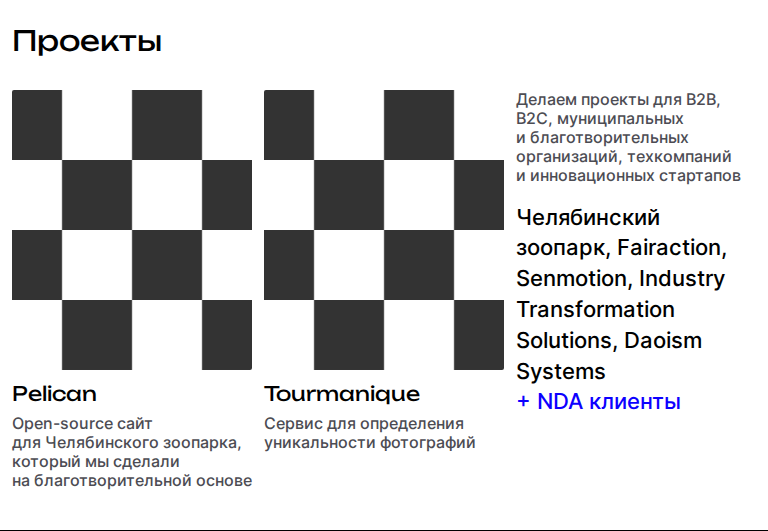 Проекты
Pelican
Open-source сайт
для Челябинского зоопарка,
который мы сделали
на благотворительной основе
Tourmanique
Сервис для определения
уникальности фотографий
Делаем проекты для B2B,
B2C, муниципальных
и благотворительных
организаций, техкомпаний
и инновационных стартапов
Челябинский
зоопарк, Fairaction,
Senmotion, Industry
Transformation
Solutions, Daoism
Systems
+ NDA клиенты